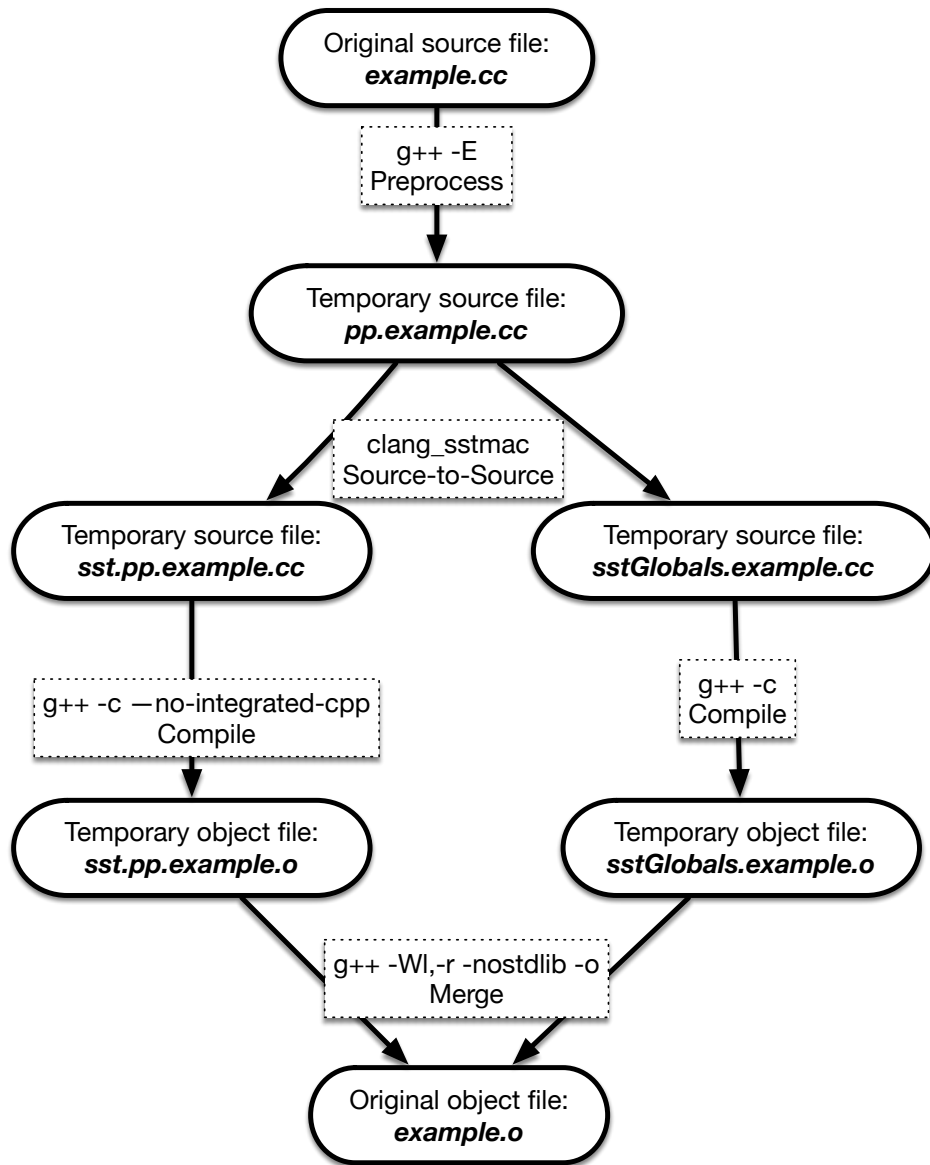 Original source file:
example.cc
g++ -E
Preprocess
Temporary source file:
pp.example.cc
clang_sstmac
Source-to-Source
Temporary source file:
sst.pp.example.cc
Temporary source file:
sstGlobals.example.cc
g++ -c —no-integrated-cpp
Compile
g++ -c
Compile
Temporary object file:
sst.pp.example.o
Temporary object file:
sstGlobals.example.o
g++ -Wl,-r -nostdlib -o
Merge
Original object file:
example.o